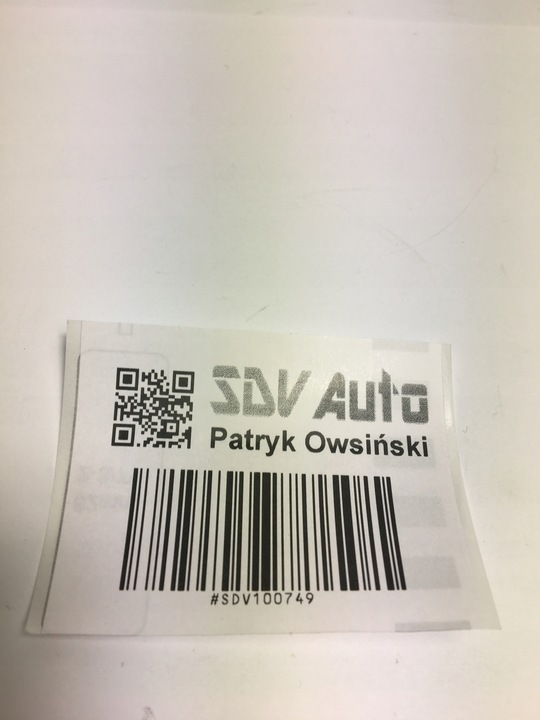 SDV Auto
Patryk Owsiński
#SDV100749